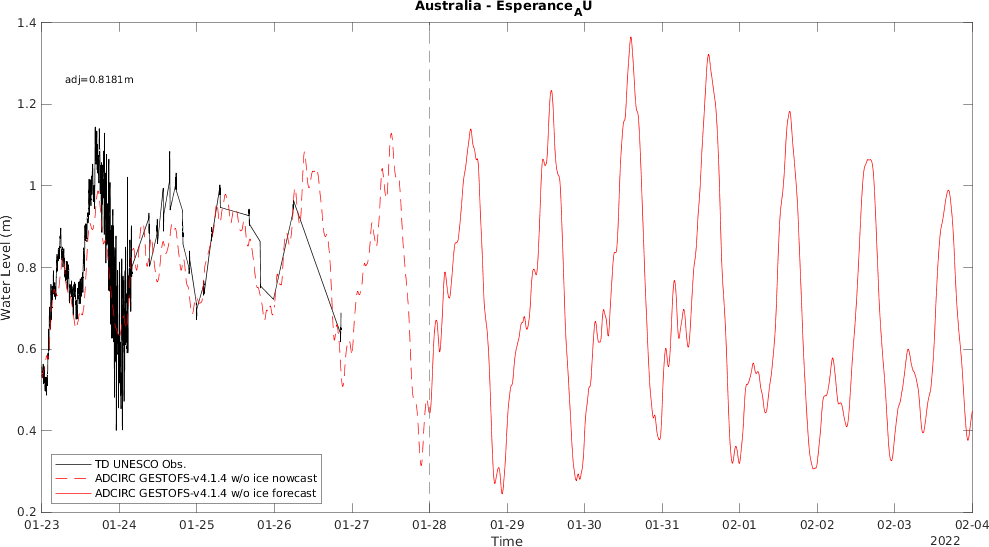 Australia - Esperance_AU
1.4
adj=0.8181m
1.2
1
0.8
0.6
0.4
0.2
Water Level (m)
TD UNESCO Obs.
ADCIRC GESTOFS-v4.1.4 w/o ice nowcast
ADCIRC GESTOFS-v4.1.4 w/o ice forecast
01-23 01-24 01-25 01-26 01-27 01-28 01-29 01-30 01-31 02-01 02-02 02-03 02-04
Time
2022